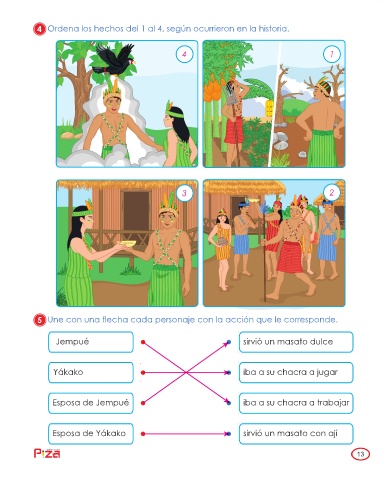 4 Ordena los hechos del 1 al 4, según ocurrieron en la historia.
4
1
3
2
5 Une con una flecha cada personaje con la acción que le corresponde.
Jempué
sirvió un masato dulce
Yákako
iba a su chacra a jugar
Esposa de Jempué
iba a su chacra a trabajar
Esposa de Yákako
sirvió un masato con ají
Piza
13